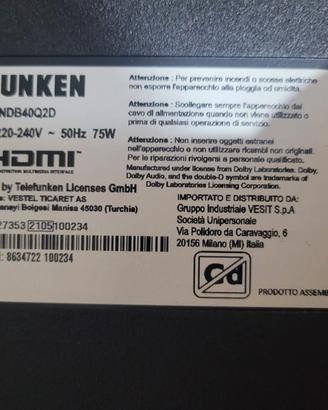 UNKEN
NDB40Q2D
220-240V ~ 50Hz 75W
HDMI
by Telefunken Licenses GmbH
VESTEL TICARET AS
Bolgesi Manisa 45030 (Turchia)
27353 2105 100234
8634722 100234
Attenzione : Per prevenire incendi o scosse elettriche
non esporre l'apparecchio alla pioggia od umidità.
Attenzione : Scollegare sempre l'apparecchio dal
cavo di alimentazione quando non viene utilizzato o
prima di qualsiasi operazione di servizio.
Attenzione : Non inserire oggetti estranei
nell'apparecchio e non utilizzare ricambi non originali.
Per le riparazioni rivolgersi a personale qualificato.
Manufactured under license from Dolby Laboratories. Dolby,
Dolby Audio, and the double-D symbol are trademarks of
Dolby Laboratories Licensing Corporation.
IMPORTATO E DISTRIBUITO DA:
Gruppo Industriale VESIT S.p.A
Società Unipersonale
Via Polidoro da Caravaggio, 6
20156 Milano (MI) Italia
Pb
PRODOTTO ASSEM